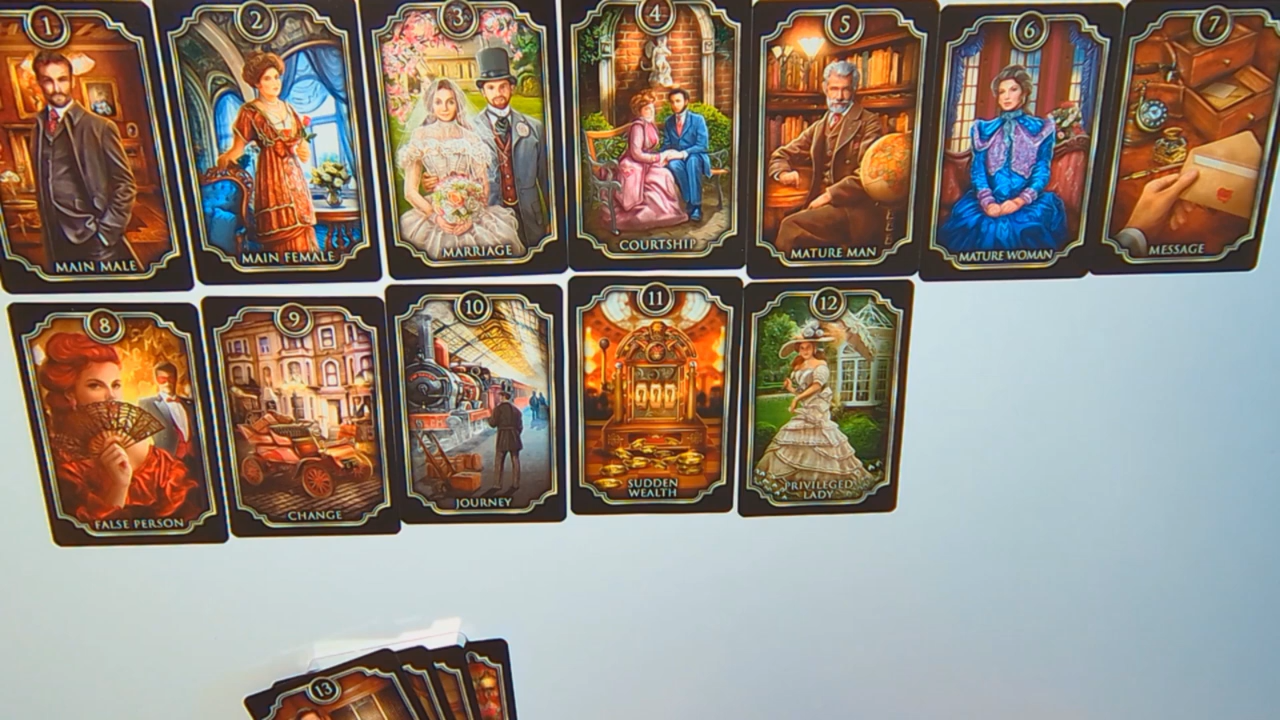 1
MAIN MALE
2
MAIN FEMALE
3
MARRIAGE
4
COURTSHIP
5
MATURE MAN
6
MATURE WOMAN
7
MESSAGE
8
FALSE PERSON
9
CHANGE
10
JOURNEY
11
SUDDEN
WEALTH
12
PRIVILEGED
LADY
13